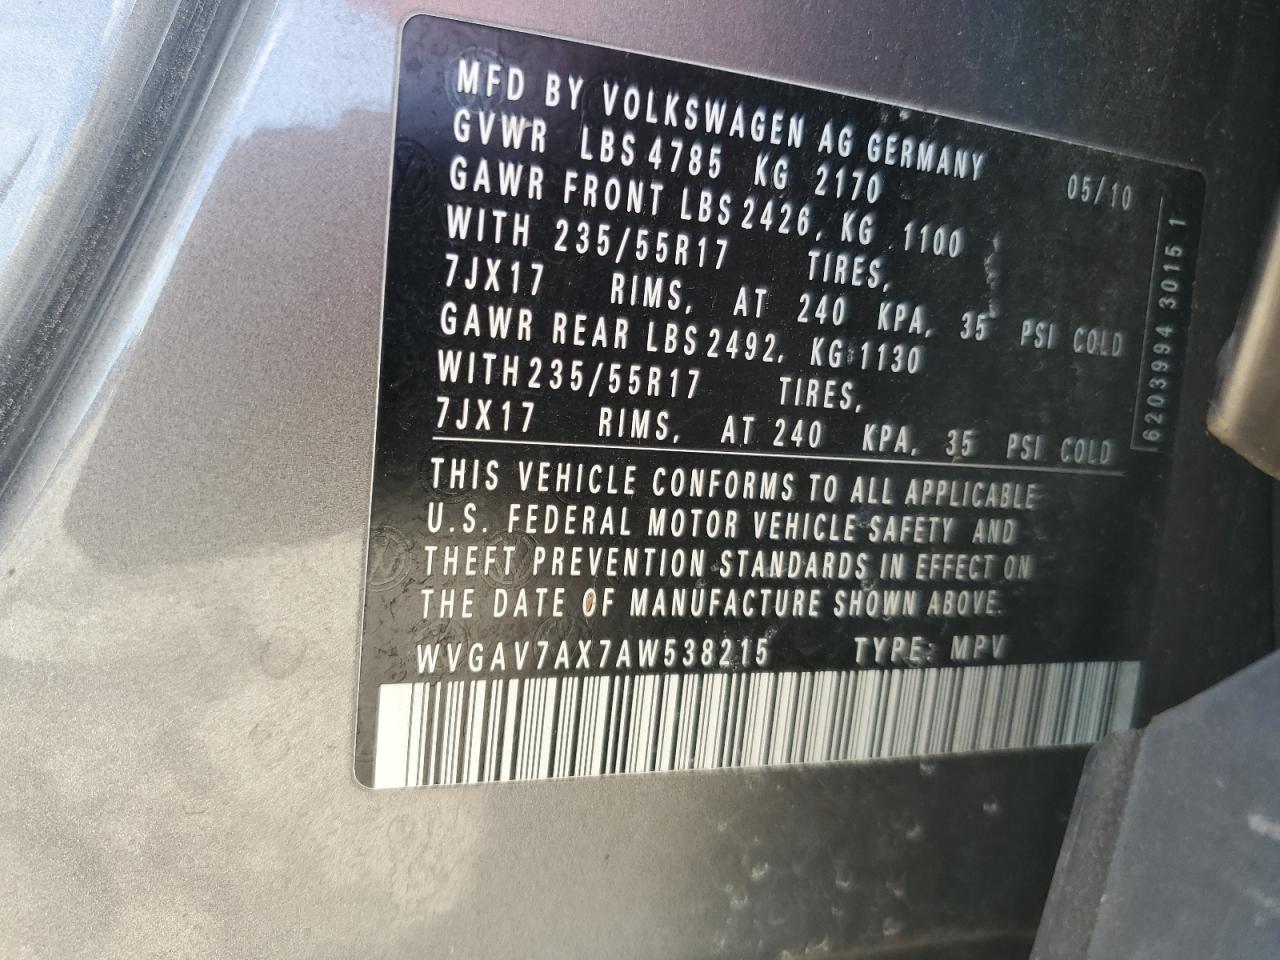 MFD BY VOLKSWAGEN AG GERMANY
GVWR LBS 4785 KG 2170 05/10
GAWR FRONT LBS 2426, KG 1100
WITH 235/55R17 TIRES,
7JX17 RIMS, AT 240 KPA, 35 PSI COLD
GAWR REAR LBS 2492, KG 1130
WITH 235/55R17 TIRES,
7JX17 RIMS, AT 240 KPA, 35 PSI COLD
THIS VEHICLE CONFORMS TO ALL APPLICABLE
U.S. FEDERAL MOTOR VEHICLE SAFETY AND
THEFT PREVENTION STANDARDS IN EFFECT ON
THE DATE OF MANUFACTURE SHOWN ABOVE.
WVGAV7AX7AW538215 TYPE: MPV
6203994 3015 1